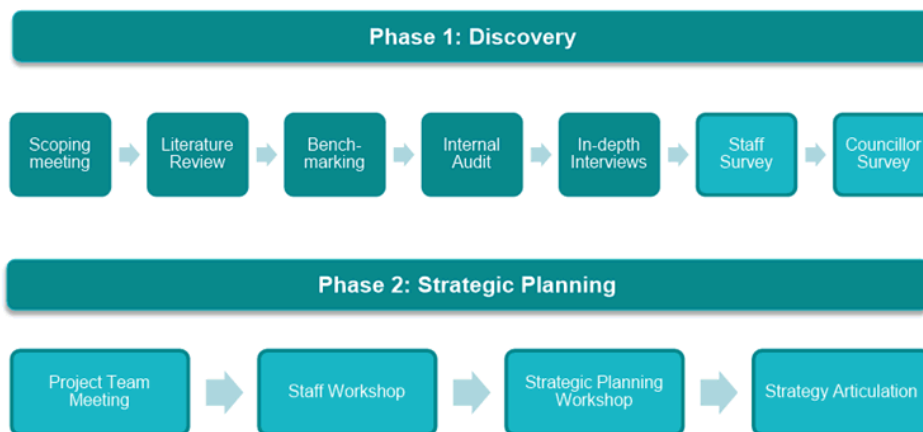 Phase 1: Discovery
Scoping
meeting
Literature
Review
Bench-
marking
Internal
Audit
In-depth
Interviews
Staff
Survey
Councillor
Survey
Phase 2: Strategic Planning
Project Team
Meeting
Staff Workshop
Strategic Planning
Workshop
Strategy Articulation